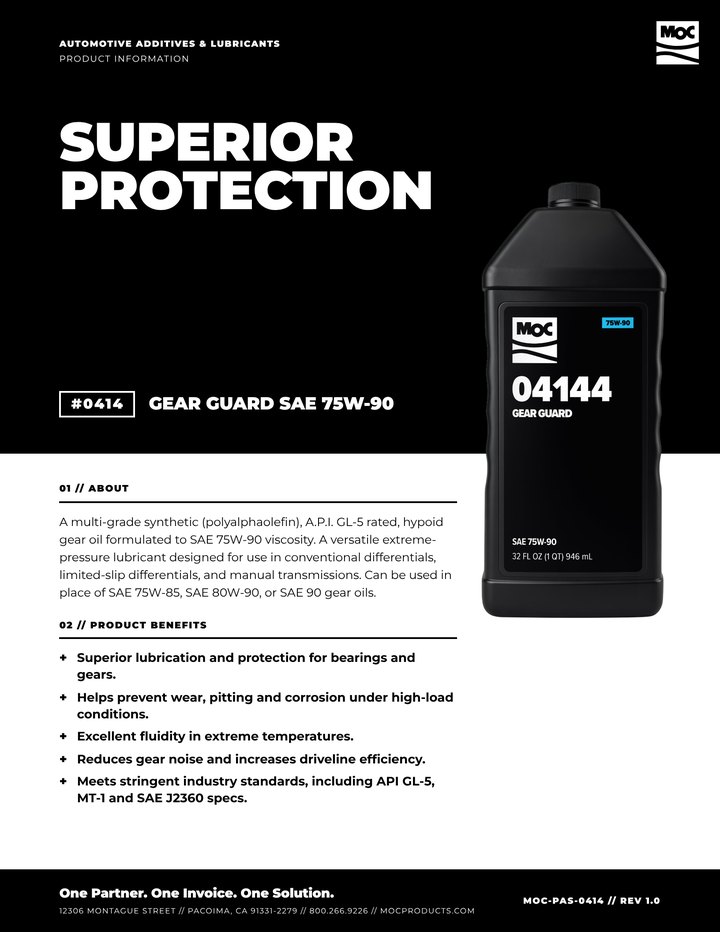 AUTOMOTIVE ADDITIVES & LUBRICANTS
PRODUCT INFORMATION
MOC
SUPERIOR
PROTECTION
#0414
GEAR GUARD SAE 75W-90
MOC
75W-90
04144
GEAR GUARD
SAE 75W-90
32 FL OZ (1 QT) 946 mL
01 // ABOUT
A multi-grade synthetic (polyalphaolefin), A.P.I. GL-5 rated, hypoid
gear oil formulated to SAE 75W-90 viscosity. A versatile extreme-
pressure lubricant designed for use in conventional differentials,
limited-slip differentials, and manual transmissions. Can be used in
place of SAE 75W-85, SAE 80W-90, or SAE 90 gear oils.
02 // PRODUCT BENEFITS
+ Superior lubrication and protection for bearings and
gears.
+ Helps prevent wear, pitting and corrosion under high-load
conditions.
+ Excellent fluidity in extreme temperatures.
+ Reduces gear noise and increases driveline efficiency.
+ Meets stringent industry standards, including API GL-5,
MT-1 and SAE J2360 specs.
One Partner. One Invoice. One Solution.
12306 MONTAGUE STREET // PACOIMA, CA 91331-2279 // 800.266.9226 // MOCPRODUCTS.COM
MOC-PAS-0414 // REV 1.0